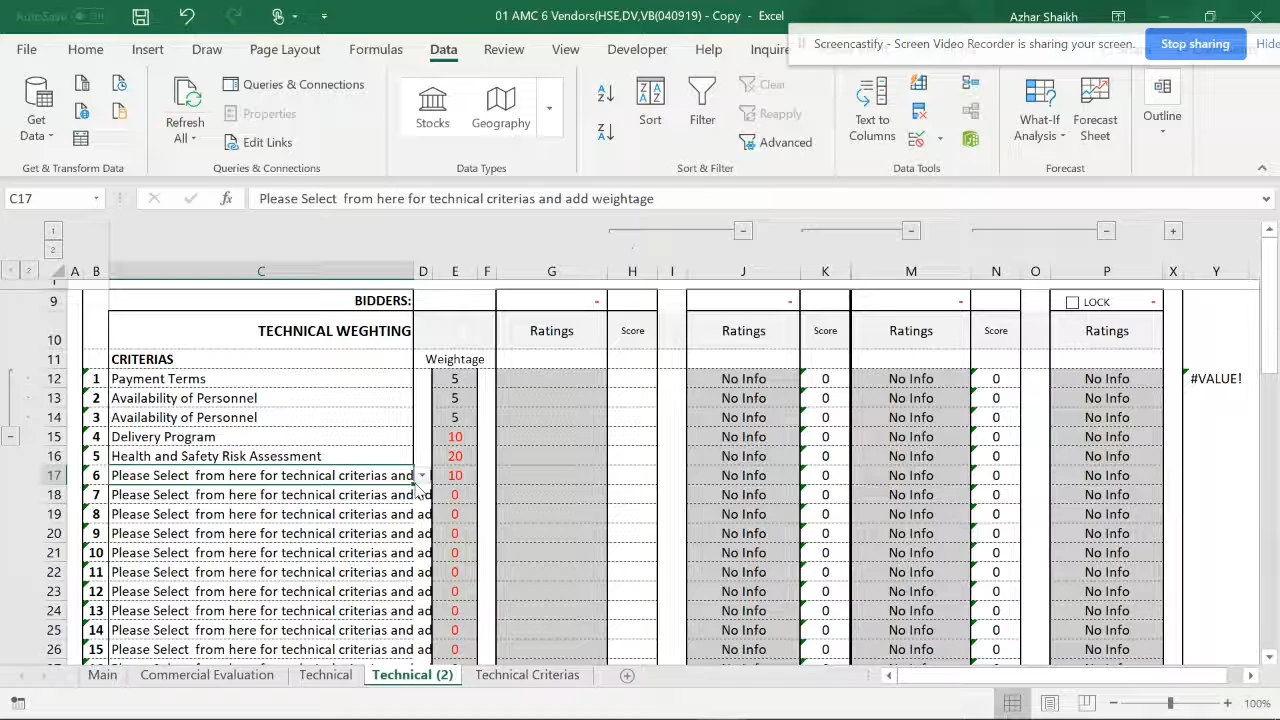 AutoSave Off
01 AMC 6 Vendors(HSE,DV,VB(040919) - Copy - Excel
Azhar Shaikh
Screencastify - Screen Video Recorder is sharing your screen.
Stop sharing
Hide
File Home Insert Draw Page Layout Formulas Data Review View Developer Help Inquire
Get Data
Refresh All
Queries & Connections
Properties
Edit Links
Stocks
Geography
Sort
Filter
Clear
Reapply
Advanced
Text to Columns
What-If Analysis
Forecast Sheet
Outline
Get & Transform Data
Queries & Connections
Data Types
Sort & Filter
Data Tools
Forecast
C17 fx Please Select from here for technical criterias and add weightage
1
2
1 2 A B C D E F G H I J K M N O P X Y
9 BIDDERS: - - - LOCK -
10 TECHNICAL WEGHTING Ratings Score Ratings Score Ratings Score Ratings
11 CRITERIAS Weightage
12 1 Payment Terms 5 No Info 0 No Info 0 No Info #VALUE!
13 2 Availability of Personnel 5 No Info 0 No Info 0 No Info
14 3 Availability of Personnel 5 No Info 0 No Info 0 No Info
15 4 Delivery Program 10 No Info 0 No Info 0 No Info
16 5 Health and Safety Risk Assessment 20 No Info 0 No Info 0 No Info
17 6 Please Select from here for technical criterias and 10 No Info 0 No Info 0 No Info
18 7 Please Select from here for technical criterias and ad 0 No Info 0 No Info 0 No Info
19 8 Please Select from here for technical criterias and ad 0 No Info 0 No Info 0 No Info
20 9 Please Select from here for technical criterias and ad 0 No Info 0 No Info 0 No Info
21 10 Please Select from here for technical criterias and ad 0 No Info 0 No Info 0 No Info
22 11 Please Select from here for technical criterias and ad 0 No Info 0 No Info 0 No Info
23 12 Please Select from here for technical criterias and ad 0 No Info 0 No Info 0 No Info
24 13 Please Select from here for technical criterias and ad 0 No Info 0 No Info 0 No Info
25 14 Please Select from here for technical criterias and ad 0 No Info 0 No Info 0 No Info
26 15 Please Select from here for technical criterias and ad 0 No Info 0 No Info 0 No Info
Main Commercial Evaluation Technical Technical (2) Technical Criterias
100%